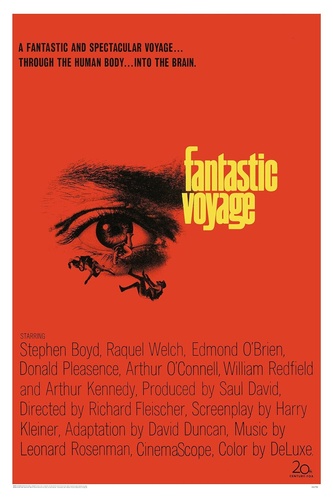 A FANTASTIC AND SPECTACULAR VOYAGE...
THROUGH THE HUMAN BODY...INTO THE BRAIN.
fantastic
voyage
STARRING
Stephen Boyd, Raquel Welch, Edmond O'Brien,
Donald Pleasence, Arthur O'Connell, William Redfield
and Arthur Kennedy, Produced by Saul David,
Directed by Richard Fleischer, Screenplay by Harry
Kleiner, Adaptation by David Duncan, Music by
Leonard Rosenman, CinemaScope, Color by DeLuxe.
20th
CENTURY-FOX